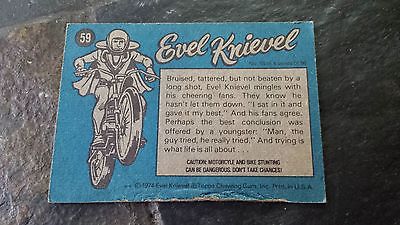 59
Evel Knievel
Bruised, tattered, but not beaten by a
long shot, Evel Knievel mingles with
his cheering fans. They know he
hasn't let them down. "I sat in it and
gave it my best." And his fans agree.
Perhaps the best conclusion was
offered by a youngster: "Man, the
guy tried, he really tried." And trying is
what life is all about . . .
CAUTION: MOTORCYCLE AND BIKE STUNTING
CAN BE DANGEROUS. DON'T TAKE CHANCES!
** © 1974 Evel Knievel © Topps Chewing Gum, Inc. Print. in U.S.A.